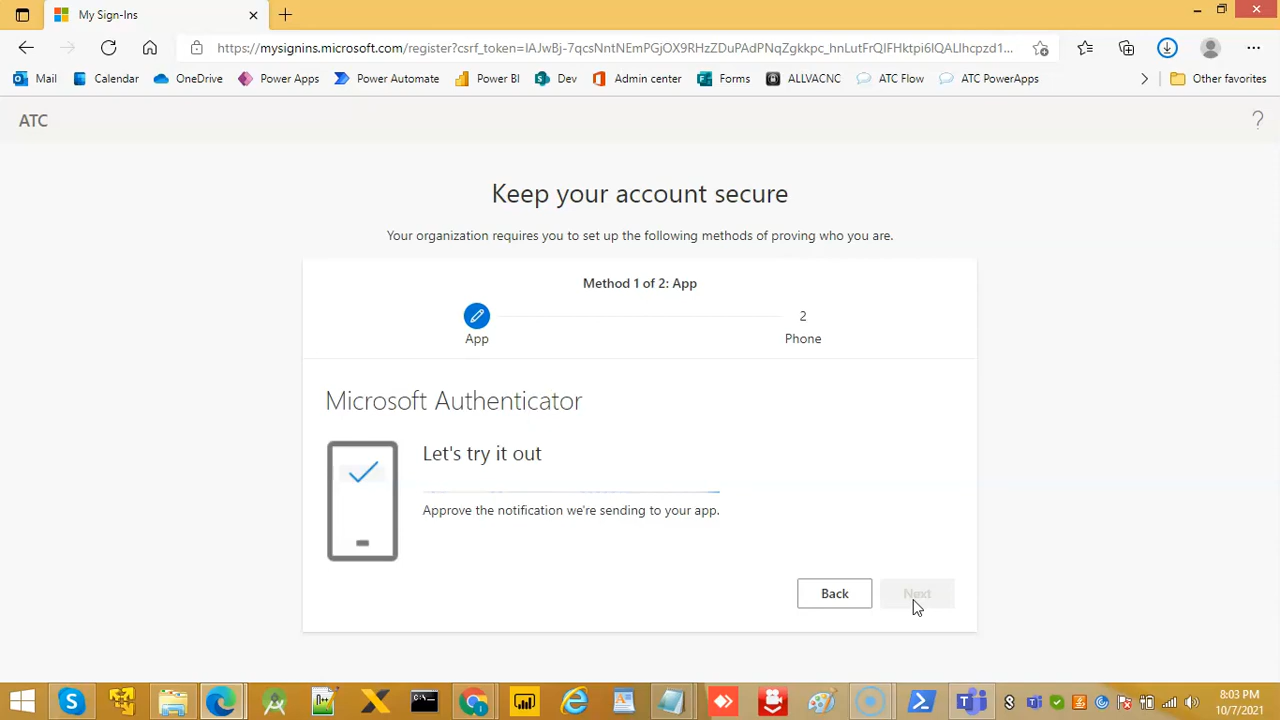 My Sign-Ins
https://mysignins.microsoft.com/register?csrf_token=IAJwBj-7qcsNntNEmPGjOX9RHzZDuPAdPNqZgkkpc_hnLutFrQIFHktpi6lQALIhcpzd1...
Mail Calendar OneDrive Power Apps Power Automate Power BI Dev Admin center Forms ALLVACNC ATC Flow ATC PowerApps Other favorites
ATC ?
Keep your account secure
Your organization requires you to set up the following methods of proving who you are.
Method 1 of 2: App
2
App Phone
Microsoft Authenticator
Let's try it out
Approve the notification we're sending to your app.
Back Next
8:03 PM
10/7/2021